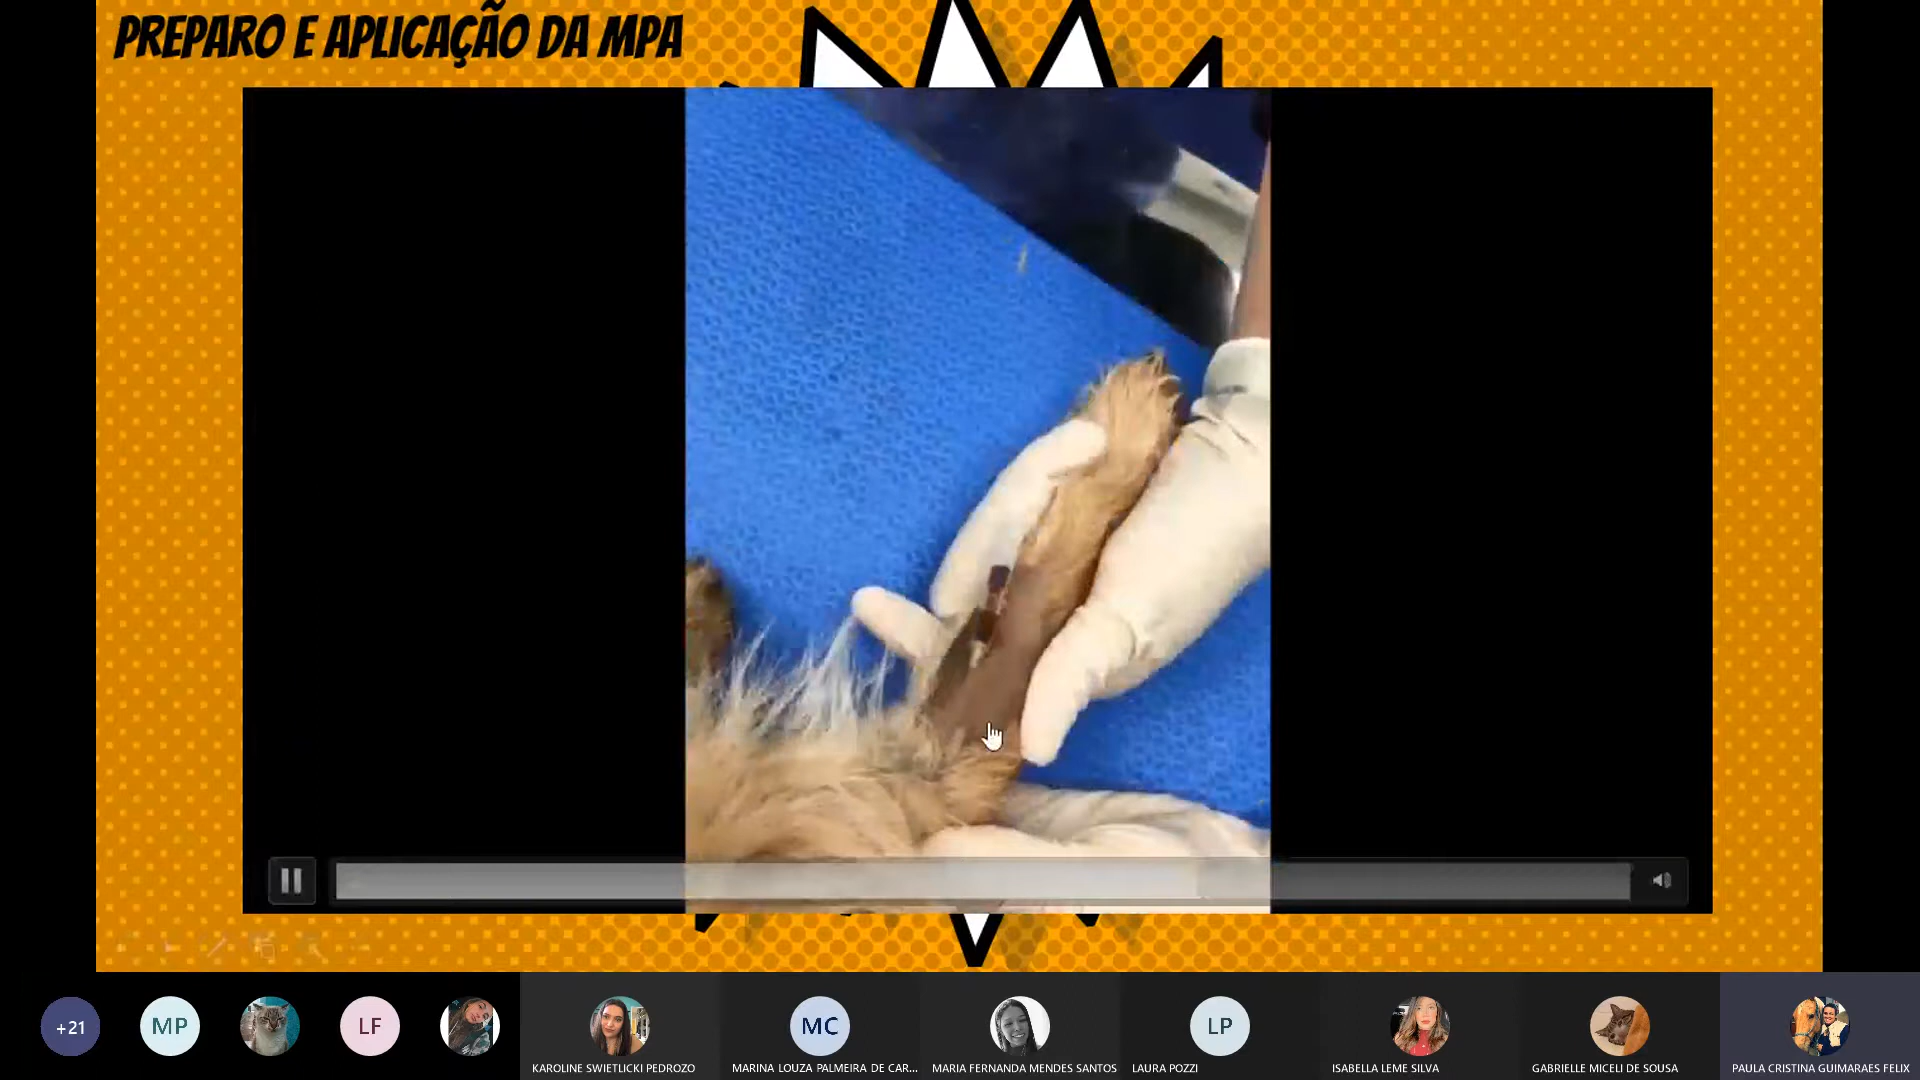 PREPARO E APLICAÇÃO DA MPA
+21
MP
LF
MC
LP
KAROLINE SWIETLICKI PEDROZO
MARINA LOUZA PALMEIRA DE CAR...
MARIA FERNANDA MENDES SANTOS
LAURA POZZI
ISABELLA LEME SILVA
GABRIELLE MICELI DE SOUSA
PAULA CRISTINA GUIMARAES FELIX